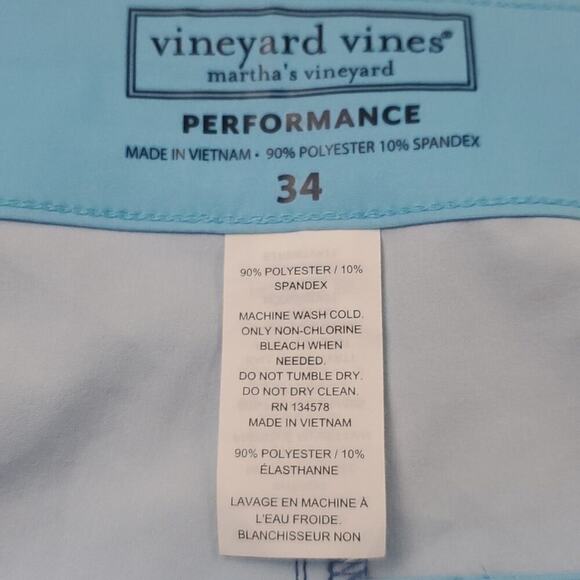 vineyard vines®
martha's vineyard
PERFORMANCE
MADE IN VIETNAM • 90% POLYESTER 10% SPANDEX
34
90% POLYESTER / 10%
SPANDEX
MACHINE WASH COLD.
ONLY NON-CHLORINE
BLEACH WHEN
NEEDED.
DO NOT TUMBLE DRY.
DO NOT DRY CLEAN.
RN 134578
MADE IN VIETNAM
90% POLYESTER / 10%
ÉLASTHANNE
LAVAGE EN MACHINE À
L'EAU FROIDE.
BLANCHISSEUR NON